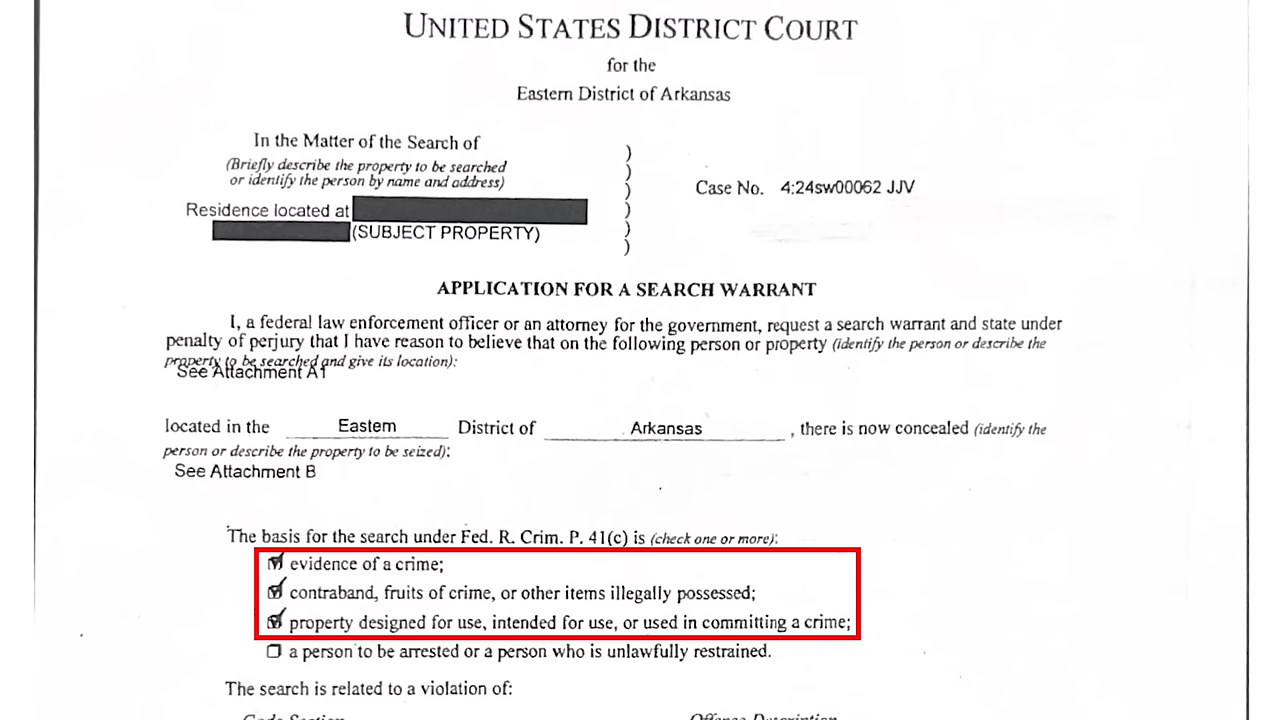 UNITED STATES DISTRICT COURT
for the
Eastern District of Arkansas
In the Matter of the Search of
(Briefly describe the property to be searched
or identify the person by name and address)
Residence located at
(SUBJECT PROPERTY)
)
)
)
)
)
)
Case No. 4:24sw00062 JJV
APPLICATION FOR A SEARCH WARRANT
I, a federal law enforcement officer or an attorney for the government, request a search warrant and state under
penalty of perjury that I have reason to believe that on the following person or property (identify the person or describe the
property to be searched and give its location):
See Attachment A1
located in the Eastern District of Arkansas , there is now concealed (identify the
person or describe the property to be seized):
See Attachment B
The basis for the search under Fed. R. Crim. P. 41(c) is (check one or more):
evidence of a crime;
contraband, fruits of crime, or other items illegally possessed;
property designed for use, intended for use, or used in committing a crime;
a person to be arrested or a person who is unlawfully restrained.
The search is related to a violation of:
Code Section Offense Description